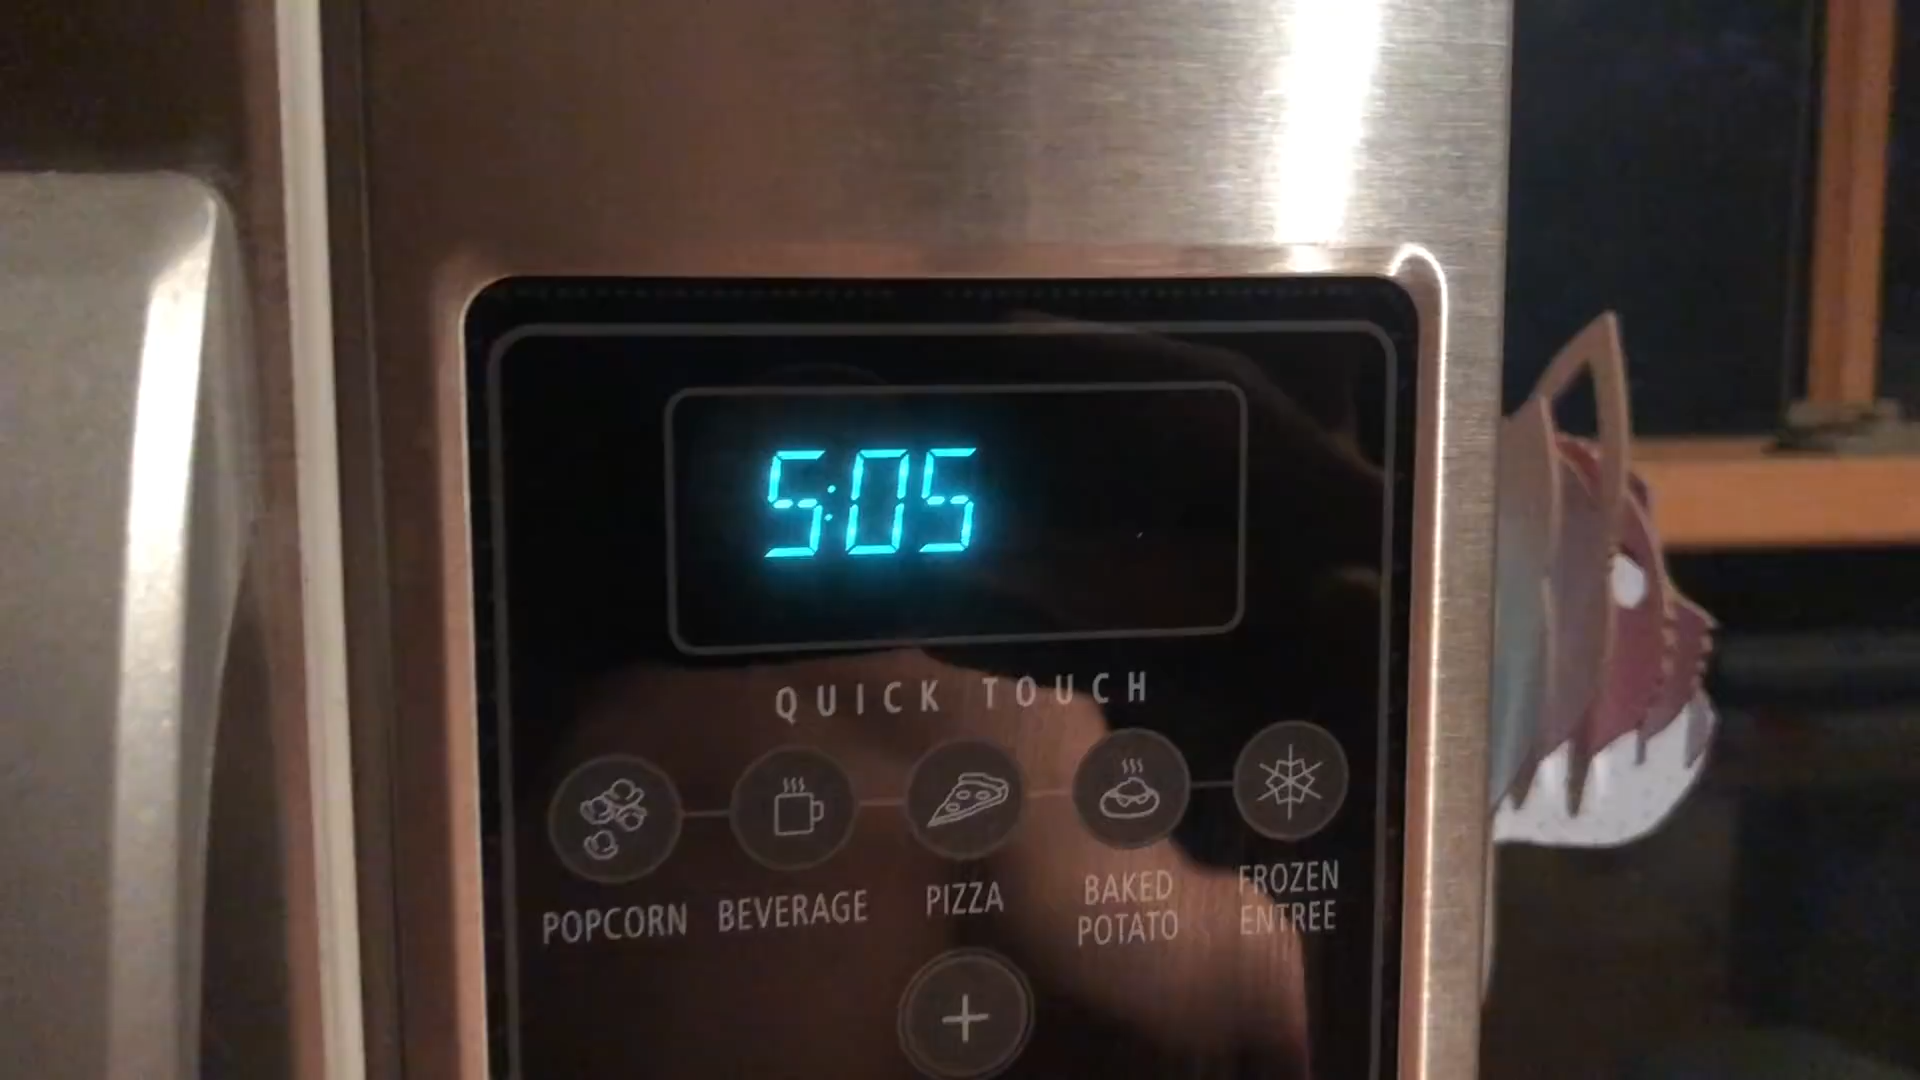 5:05
QUICK TOUCH
POPCORN
BEVERAGE
PIZZA
BAKED
POTATO
FROZEN
ENTREE
+